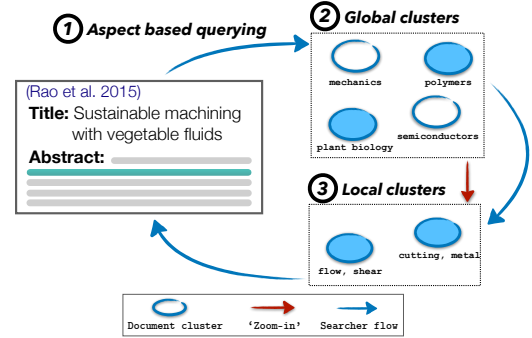 1 Aspect based querying
(Rao et al. 2015)
Title: Sustainable machining
with vegetable fluids
Abstract:
2 Global clusters
mechanics
polymers
plant biology
semiconductors
3 Local clusters
flow, shear
cutting, metal
Document cluster
'Zoom-in'
Searcher flow